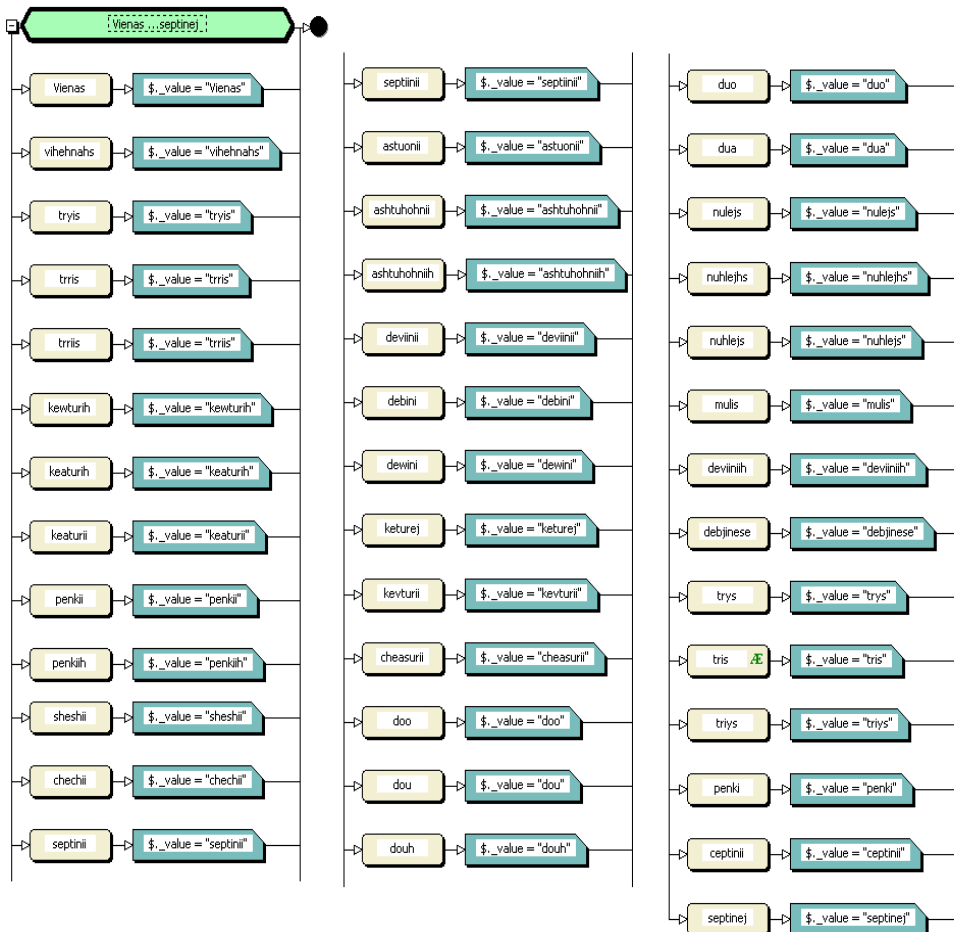 Vienas ...septinej
Vienas $._value = "Vienas"
vihehnahs $._value = "vihehnahs"
tryis $._value = "tryis"
trris $._value = "trris"
trriis $._value = "trriis"
kewturih $._value = "kewturih"
keaturih $._value = "keaturih"
keaturii $._value = "keaturii"
penkii $._value = "penkii"
penkiih $._value = "penkiih"
sheshii $._value = "sheshii"
chechii $._value = "chechii"
septinii $._value = "septinii"
septiinii $._value = "septiinii"
astuonii $._value = "astuonii"
ashtuhohnii $._value = "ashtuhohnii"
ashtuhohniih $._value = "ashtuhohniih"
deviinii $._value = "deviinii"
debini $._value = "debini"
dewini $._value = "dewini"
keturej $._value = "keturej"
kevturii $._value = "kevturii"
cheasurii $._value = "cheasurii"
doo $._value = "doo"
dou $._value = "dou"
douh $._value = "douh"
duo $._value = "duo"
dua $._value = "dua"
nulejs $._value = "nulejs"
nuhlejhs $._value = "nuhlejhs"
nuhlejs $._value = "nuhlejs"
mulis $._value = "mulis"
deviiniih $._value = "deviiniih"
debjinese $._value = "debjinese"
trys $._value = "trys"
tris Æ $._value = "tris"
triys $._value = "triys"
penki $._value = "penki"
ceptinii $._value = "ceptinii"
septinej $._value = "septinej"